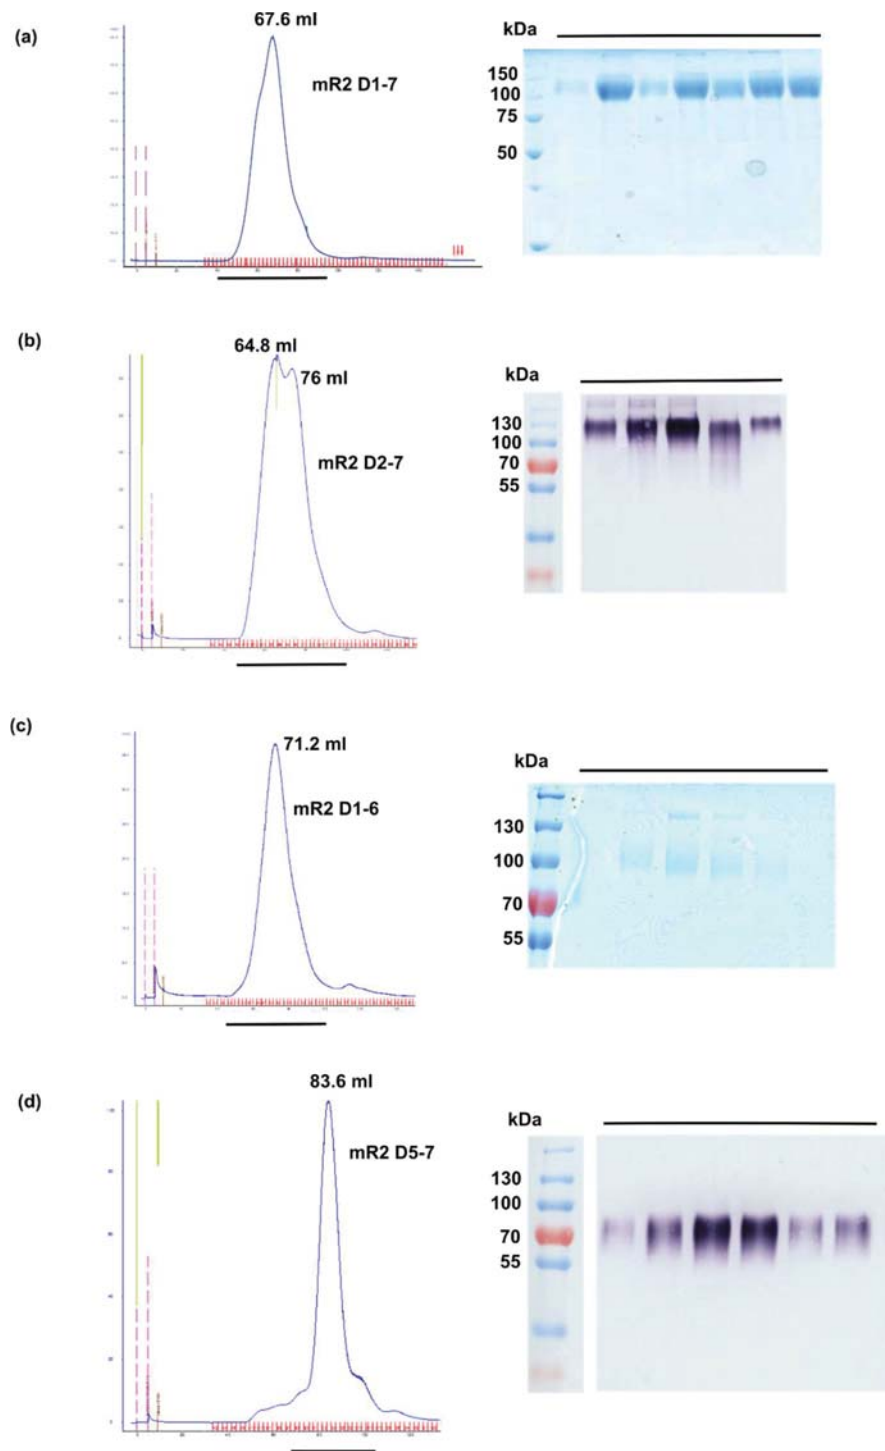 (a)
67.6 ml
mR2 D1-7
kDa
150
100
75
50
(b)
64.8 ml
76 ml
mR2 D2-7
kDa
130
100
70
55
(c)
71.2 ml
mR2 D1-6
kDa
130
100
70
55
(d)
83.6 ml
mR2 D5-7
kDa
130
100
70
55